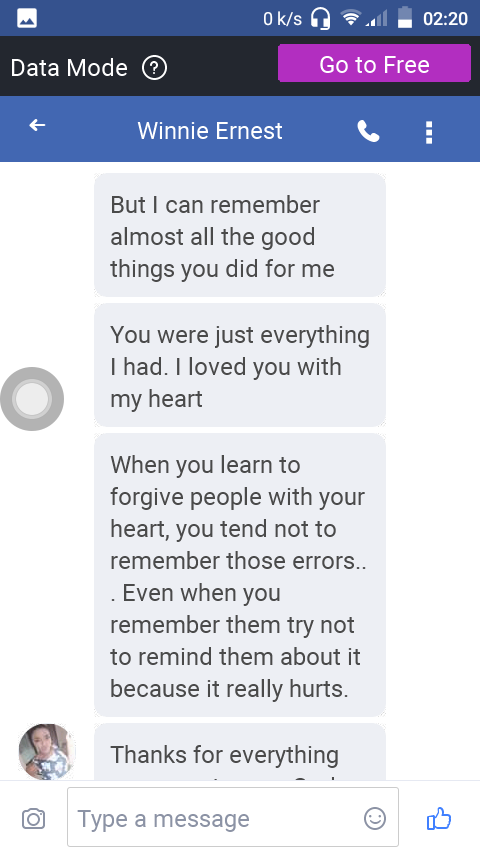 0 k/s 02:20
Data Mode ? Go to Free
Winnie Ernest
But I can remember
almost all the good
things you did for me
You were just everything
I had. I loved you with
my heart
When you learn to
forgive people with your
heart, you tend not to
remember those errors..
. Even when you
remember them try not
to remind them about it
because it really hurts.
Thanks for everything
Type a message